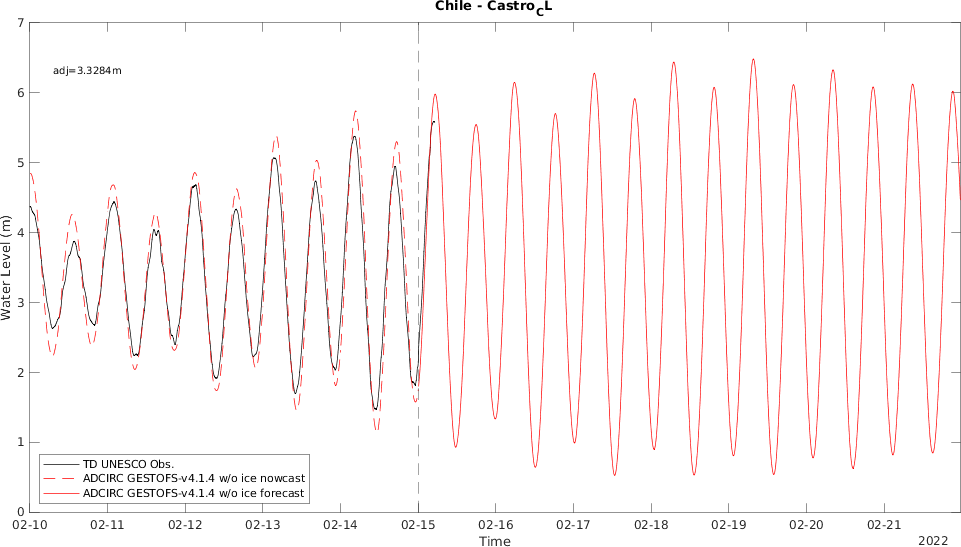 Chile - Castro_CL
adj=3.3284m
Water Level (m)
7
6
5
4
3
2
1
0
TD UNESCO Obs.
ADCIRC GESTOFS-v4.1.4 w/o ice nowcast
ADCIRC GESTOFS-v4.1.4 w/o ice forecast
02-10 02-11 02-12 02-13 02-14 02-15 02-16 02-17 02-18 02-19 02-20 02-21
Time
2022